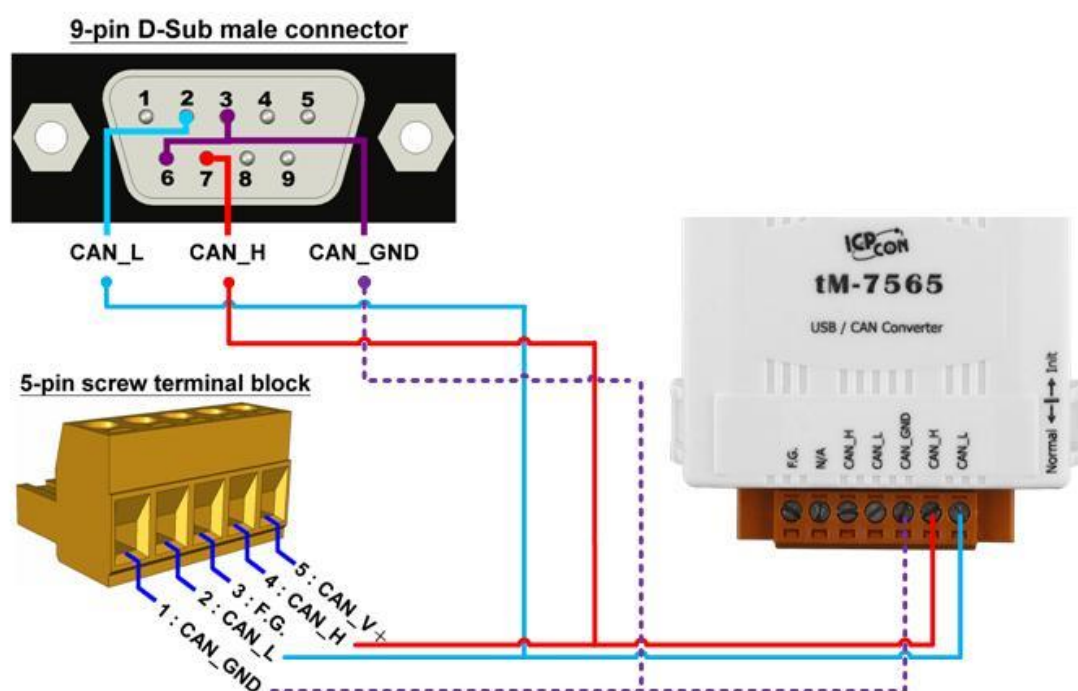 9-pin D-Sub male connector
1 2 3 4 5
6 7 8 9
CAN_L CAN_H CAN_GND
5-pin screw terminal block
1 : CAN_GND
2 : CAN_L
3 : F.G.
4 : CAN_H
5 : CAN_V+
ICP CON
tM-7565
USB / CAN Converter
F.G.
N/A
CAN_H
CAN_L
CAN_GND
CAN_H
CAN_L
Normal ←|→ Init